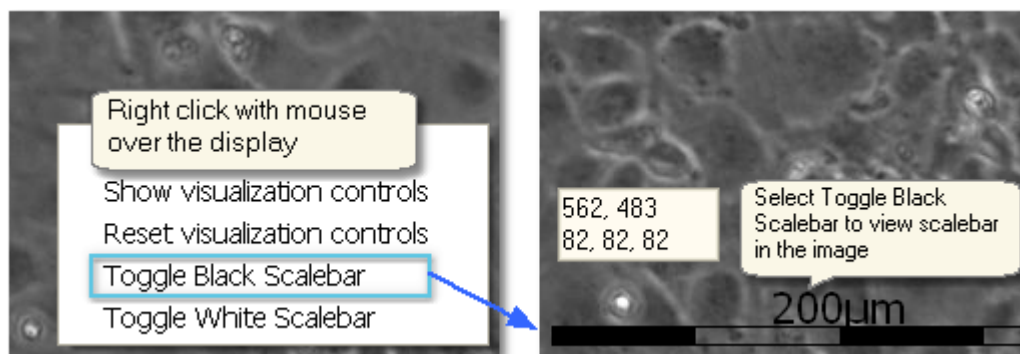 Right click with mouse
over the display
Show visualization controls
Reset visualization controls
Toggle Black Scalebar
Toggle White Scalebar
562, 483
82, 82, 82
Select Toggle Black
Scalebar to view scalebar
in the image
200µm